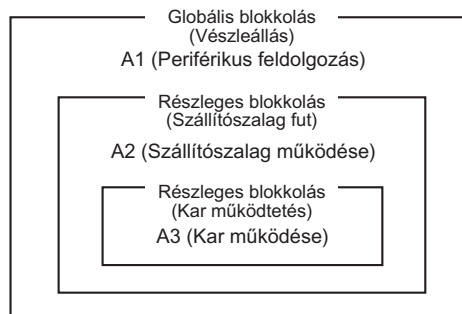 Globális blokkolás
(Vészleállás)
A1 (Periférikus feldolgozás)
Részleges blokkolás
(Szállítószalag fut)
A2 (Szállítószalag működése)
Részleges blokkolás
(Kar működtetés)
A3 (Kar működése)